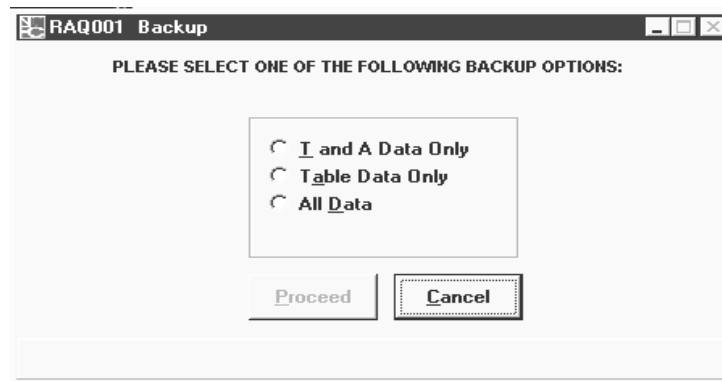 RAQ001 Backup
PLEASE SELECT ONE OF THE FOLLOWING BACKUP OPTIONS:
T and A Data Only
Table Data Only
All Data
Proceed Cancel